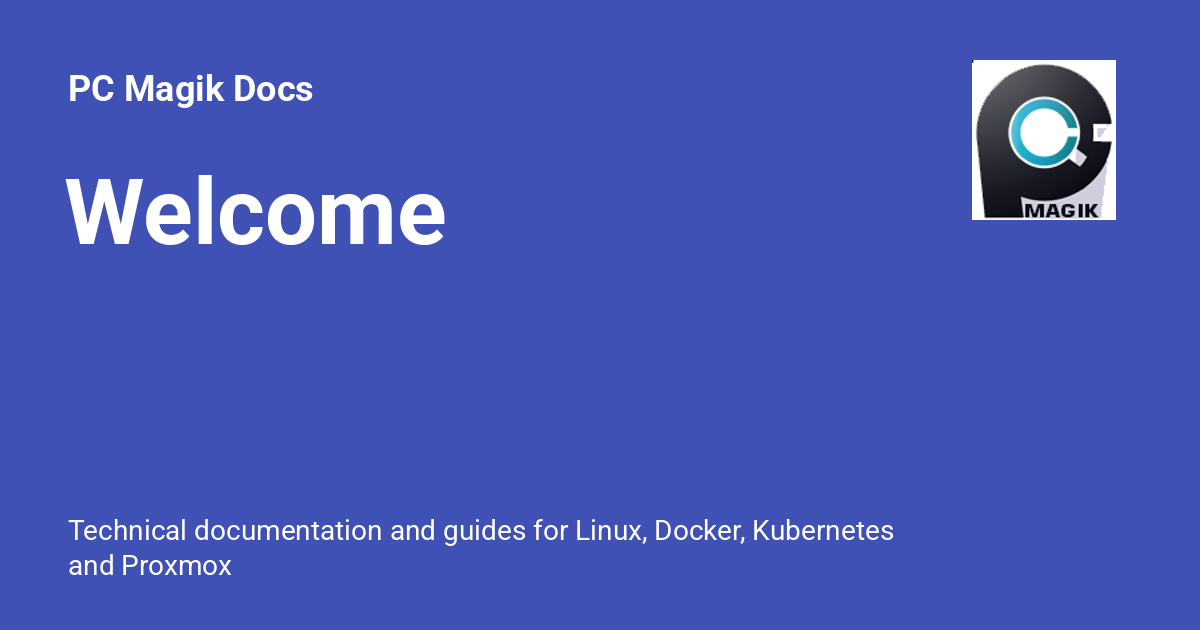 PC Magik Docs
Welcome
MAGIK
Technical documentation and guides for Linux, Docker, Kubernetes
and Proxmox